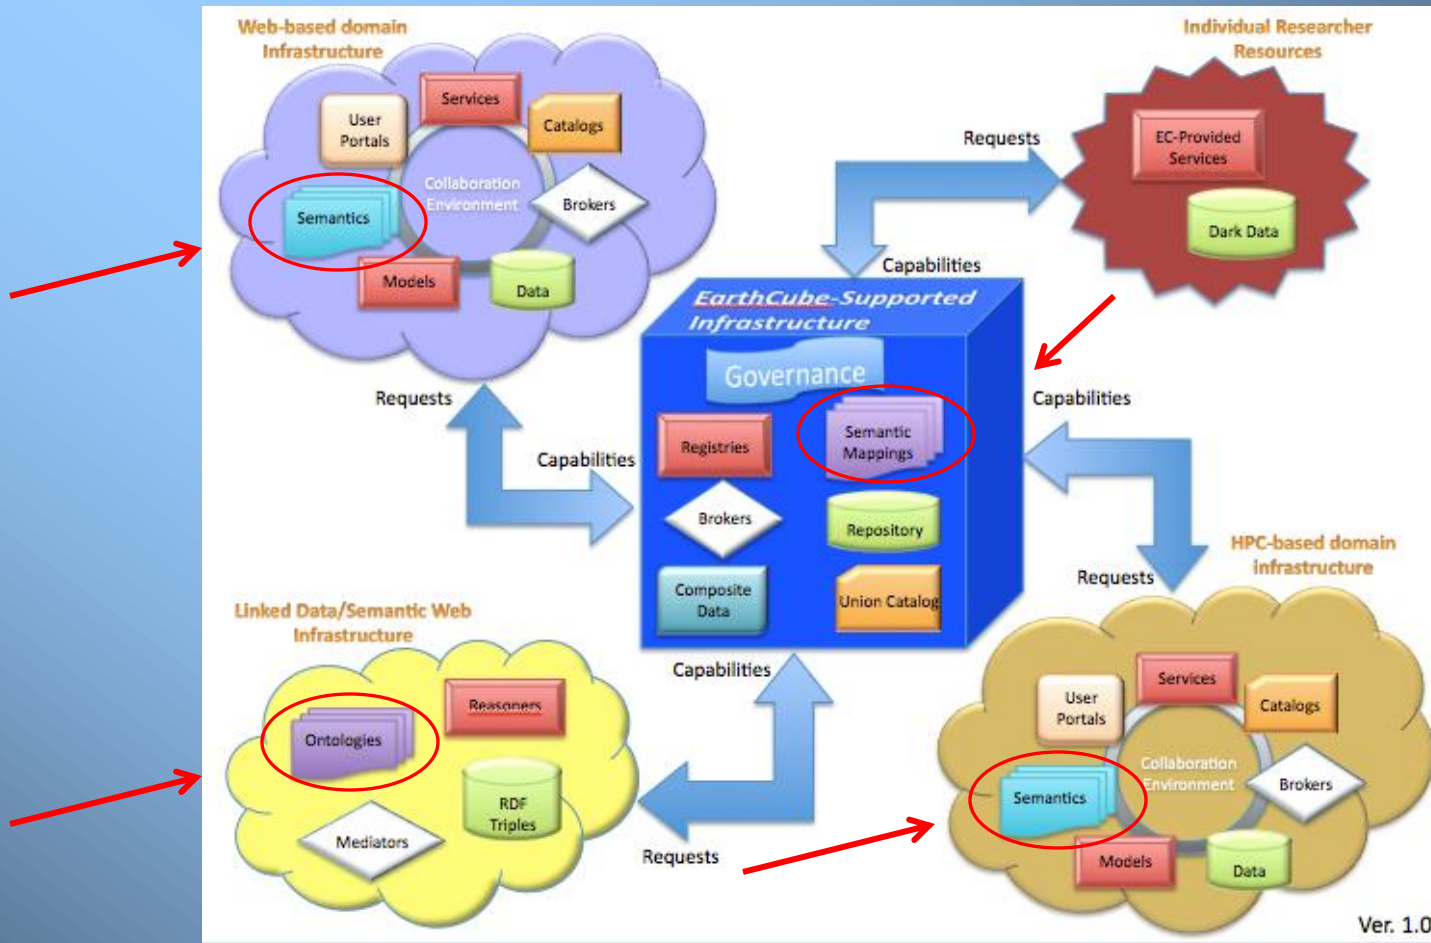 Web-based domain
Infrastructure
Services
User
Portals
Catalogs
Collaboration
Environment
Semantics
Brokers
Models
Data
Individual Researcher
Resources
EC-Provided
Services
Dark Data
Requests
Capabilities
EarthCube-Supported
Infrastructure
Governance
Registries
Semantic
Mappings
Brokers
Repository
Composite
Data
Union Catalog
Requests
Capabilities
Capabilities
Requests
HPC-based domain
infrastructure
Services
User
Portals
Catalogs
Collaboration
Environment
Semantics
Brokers
Models
Data
Linked Data/Semantic Web
Infrastructure
Reasoners
Ontologies
RDF
Triples
Mediators
Capabilities
Requests
Ver. 1.0